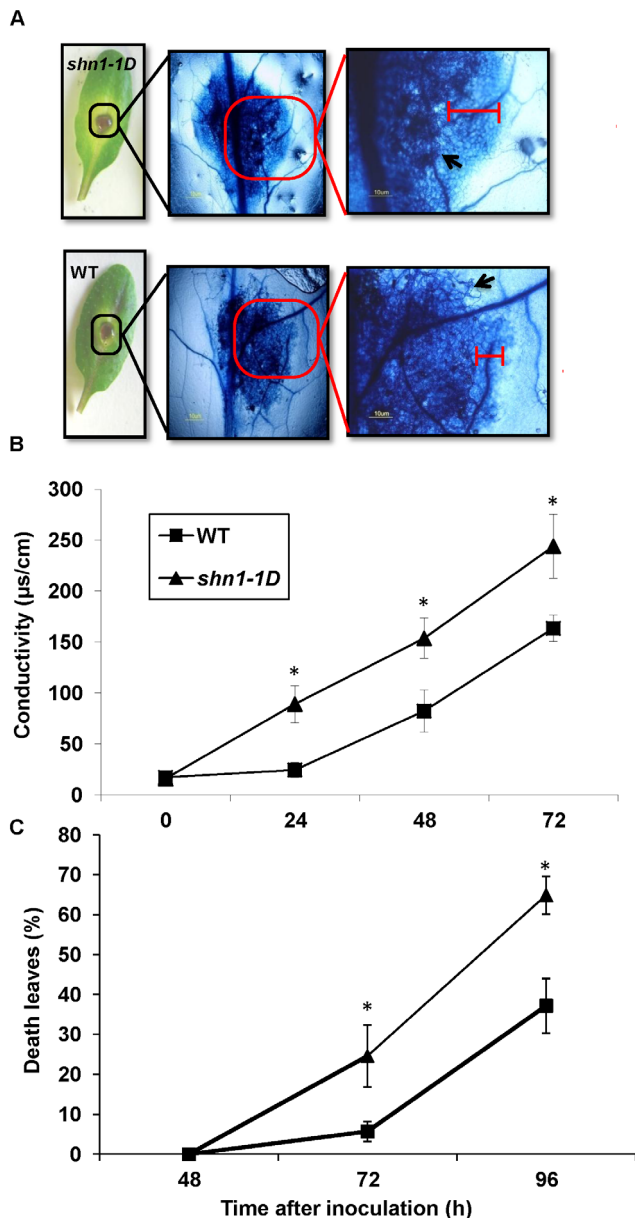 A
shn1-1D
10um
10um
WT
10um
10um
B
300
250
200
150
100
50
0
Conductivity (µs/cm)
WT
shn1-1D
*
*
*
0 24 48 72
C
80
70
60
50
40
30
20
10
0
Death leaves (%)
*
*
48 72 96
Time after inoculation (h)